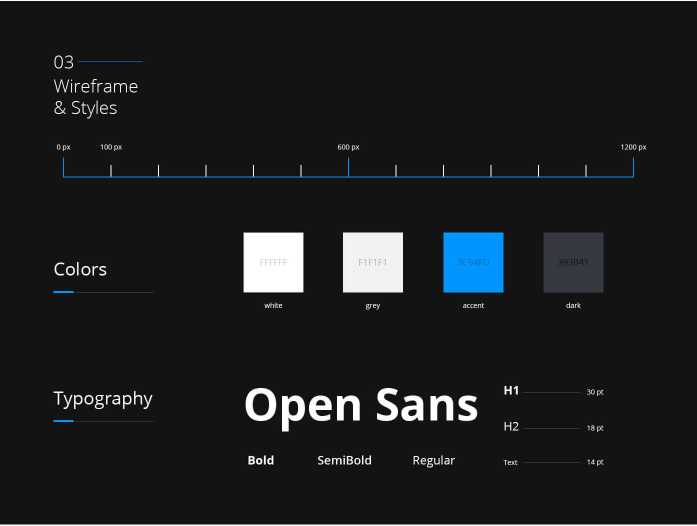 03
Wireframe
& Styles
0 px 100 px 600 px 1200 px
Colors
FFFFFF F1F1F1
white grey accent dark
Typography
Open Sans
Bold SemiBold Regular
H1 30 pt
H2 18 pt
Text 14 pt